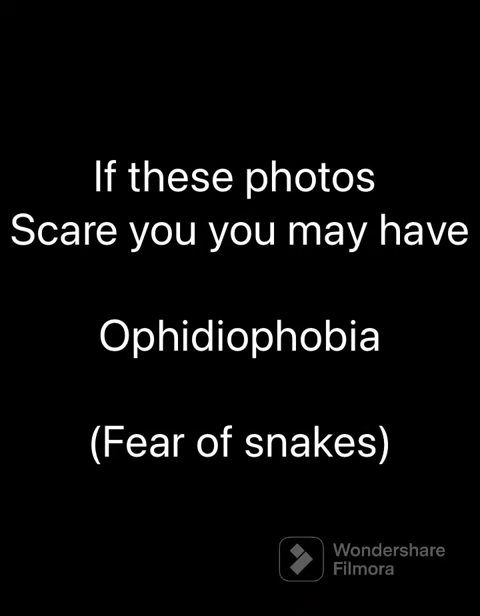 If these photos
Scare you you may have
Ophidiophobia
(Fear of snakes)
Wondershare
Filmora